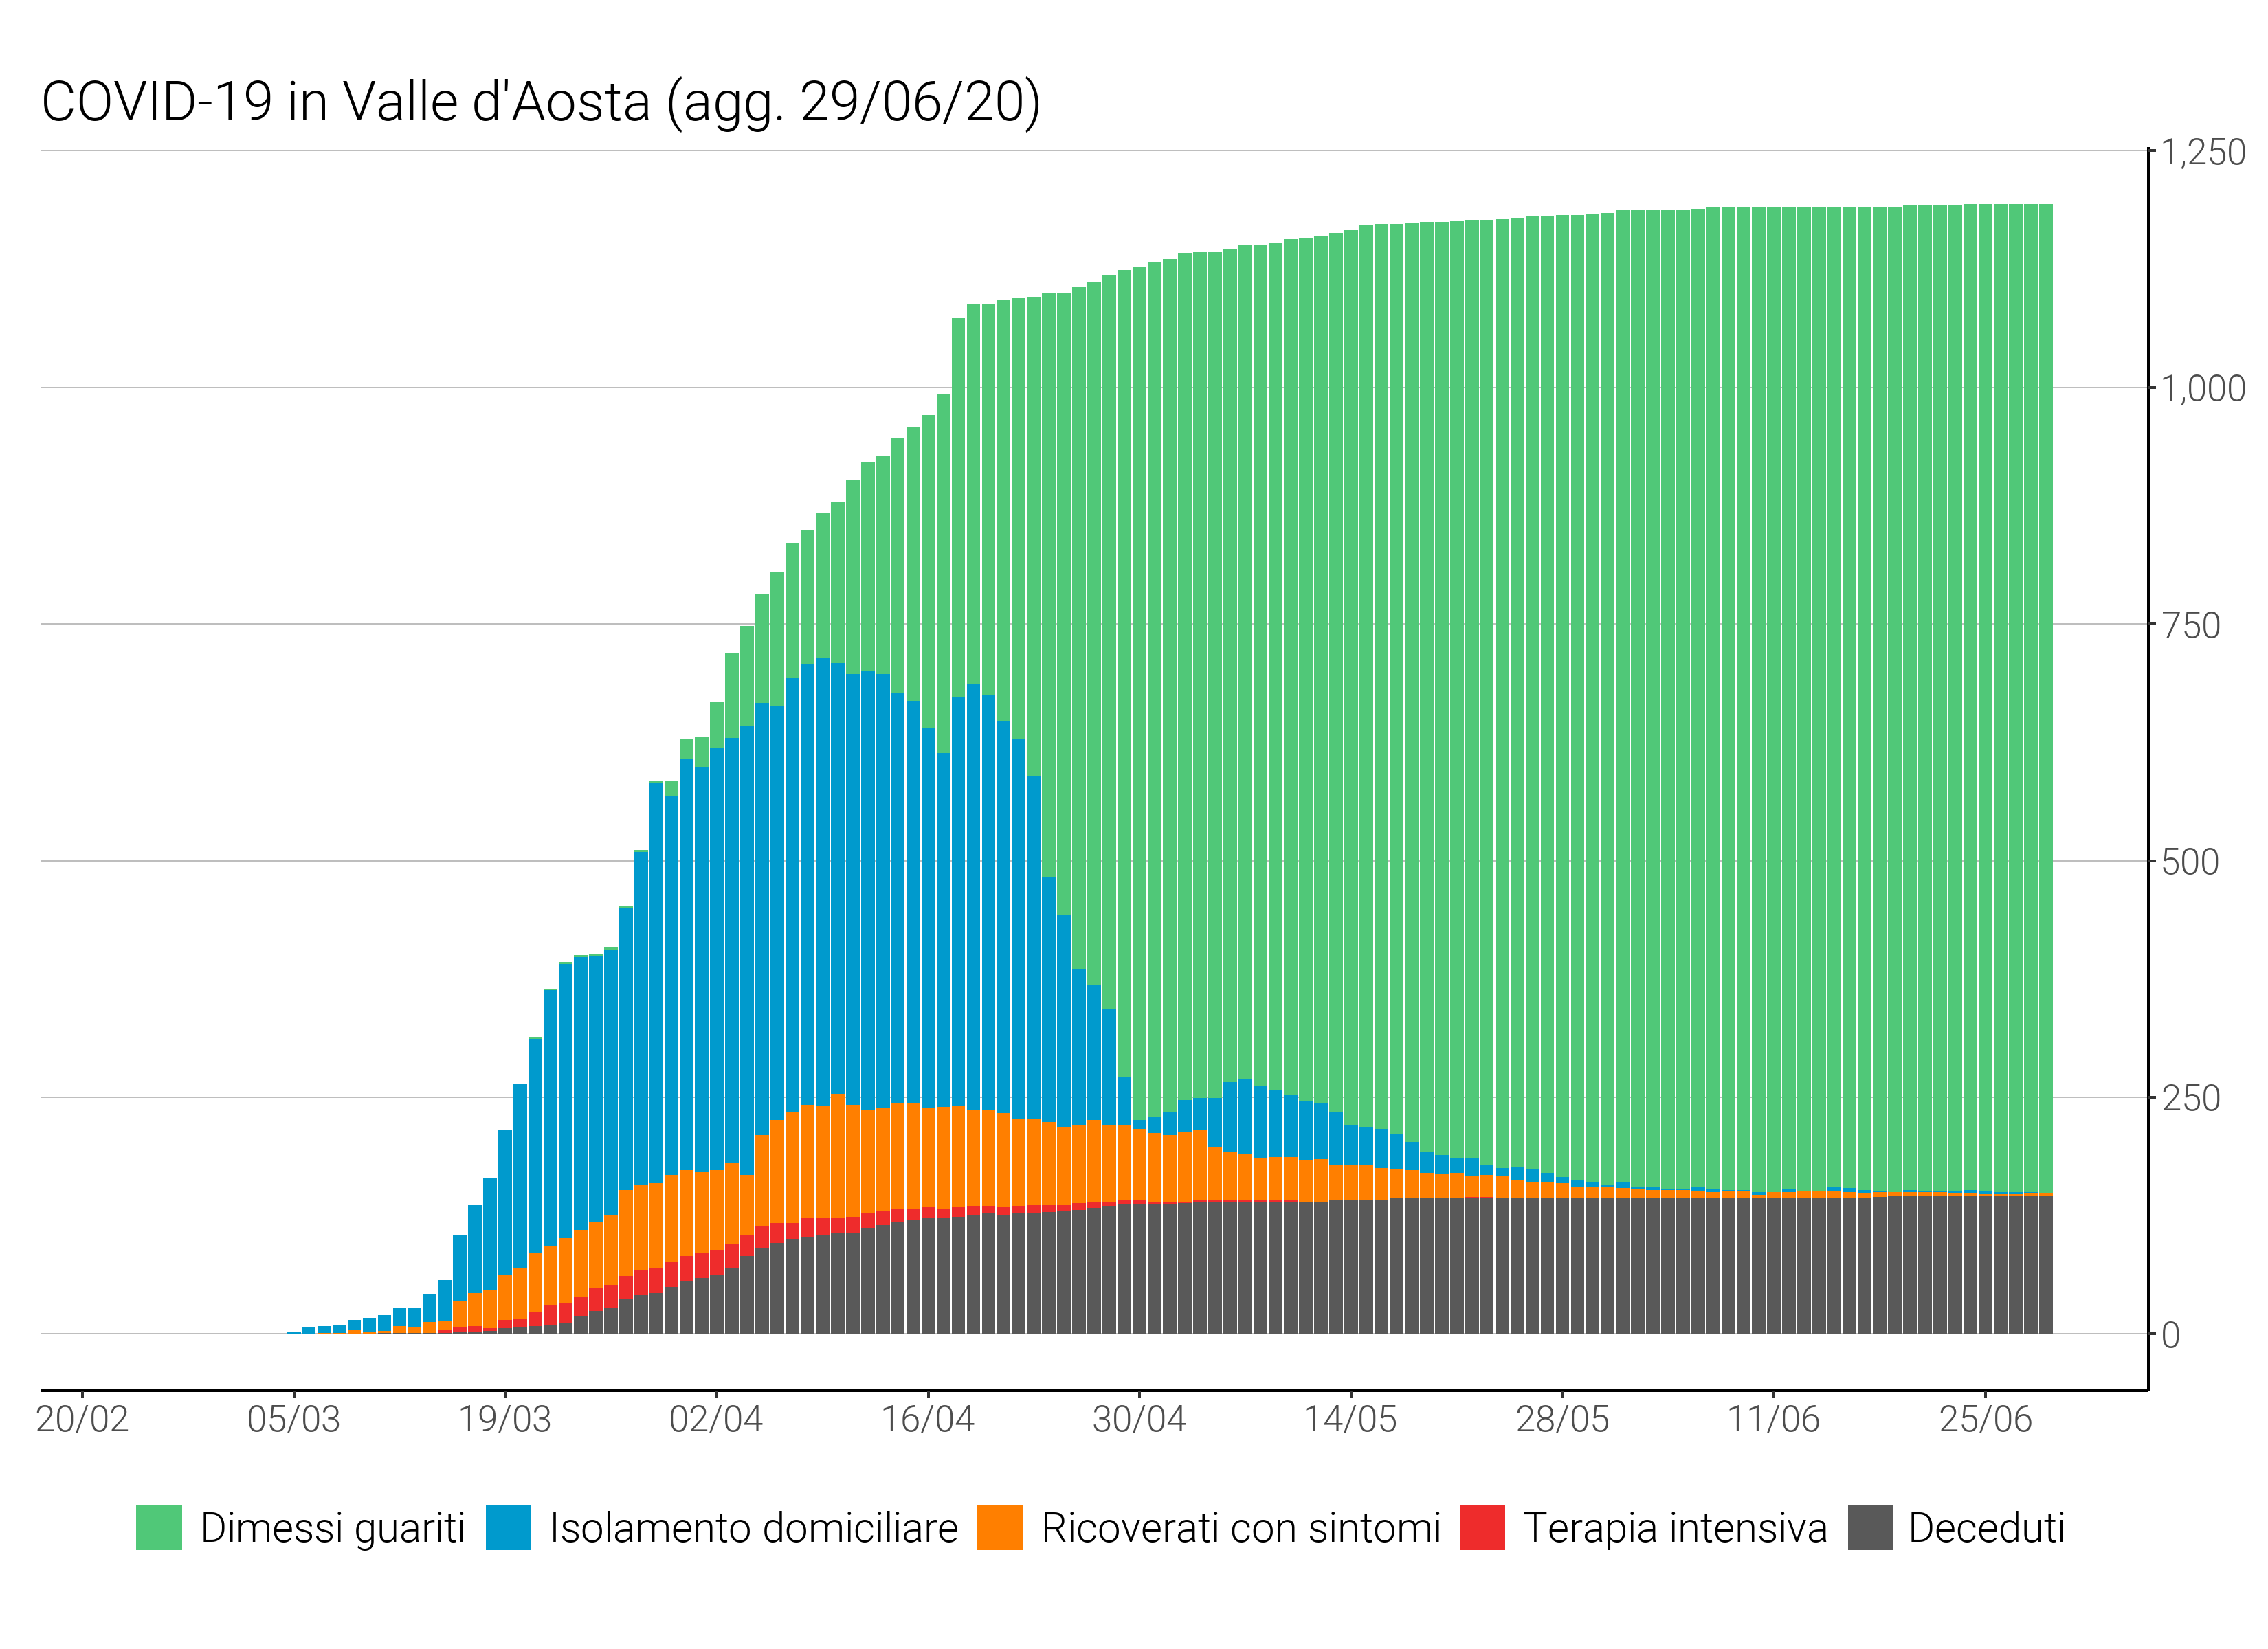 COVID-19 in Valle d'Aosta (agg. 29/06/20)
1,250
1,000
750
500
250
0
20/02 05/03 19/03 02/04 16/04 30/04 14/05 28/05 11/06 25/06
Dimessi guariti Isolamento domiciliare Ricoverati con sintomi Terapia intensiva Deceduti